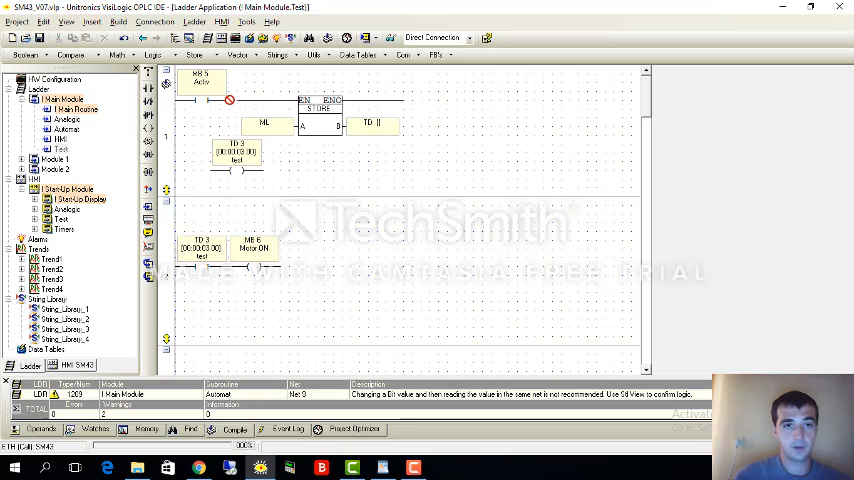 SM43_V07.vlp - Unitronics VisiLogic OPLC IDE - [Ladder Application (! Main Module.Test)]
Project Edit View Insert Build Connection Ladder HMI Tools Help
Direct Connection
Boolean Compare Math Logic Store Vector Clock Loops Strings Utils Data Tables Com FB's
HW Configuration
Ladder
! Main Module
! Main Routine
Analogic
Automat
HMI
Test
Module 1
Module 2
HMI
! Start-Up Module
! Start-Up Display
Analogic
Test
Timers
Alarms
Trends
Trend1
Trend2
Trend3
Trend4
String Library
String_Library_1
String_Library_2
String_Library_3
String_Library_4
Data Tables
Ladder HMI SM43
1
MB 5
Activ
EN ENO
STORE
ML
A B
TD []
TD 3
[00:00:03.00]
test
TD 3
[00:00:03.00]
test
MB 6
Motor ON
TechSmith
MADE WITH CAMTASIA FREE TRIAL
LDR Type/Num Module Subroutine Net Description
LDR 1209 ! Main Module Automat Net 9 Changing a Bit value and then reading the value in the same net is not recommended. Use Stl View to confirm logic.
TOTAL Errors Warnings Information
0 2 0
Operands Watches Memory Find Compile Event Log Project Optimizer
ETH (Call) SM43 000%
Activate